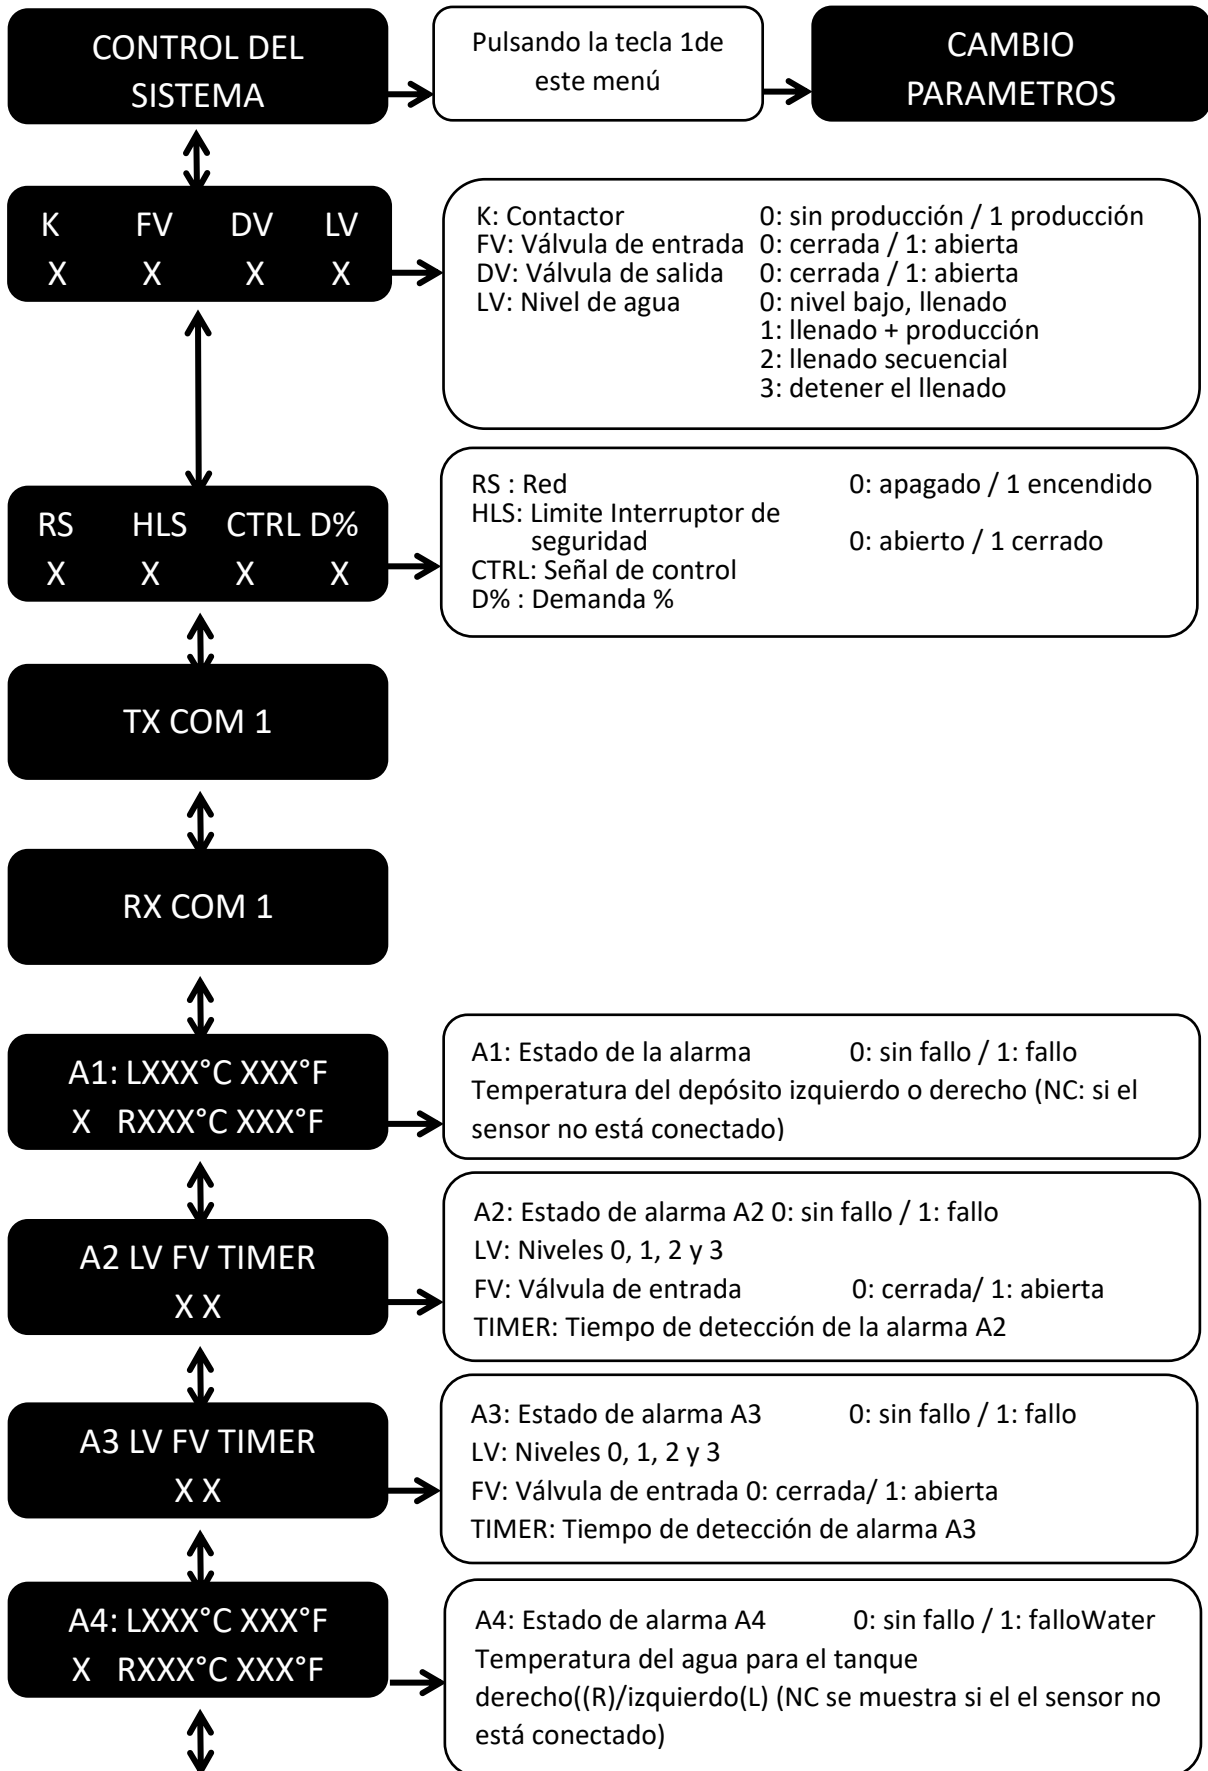 CONTROL DEL
SISTEMA
Pulsando la tecla 1de
este menú
CAMBIO
PARAMETROS
K FV DV LV
X X X X
K: Contactor 0: sin producción / 1 producción
FV: Válvula de entrada 0: cerrada / 1: abierta
DV: Válvula de salida 0: cerrada / 1: abierta
LV: Nivel de agua 0: nivel bajo, llenado
1: llenado + producción
2: llenado secuencial
3: detener el llenado
RS HLS CTRL D%
X X X X
RS : Red 0: apagado / 1 encendido
HLS: Limite Interruptor de
seguridad 0: abierto / 1 cerrado
CTRL: Señal de control
D% : Demanda %
TX COM 1
RX COM 1
A1: LXXX°C XXX°F
X RXXX°C XXX°F
A1: Estado de la alarma 0: sin fallo / 1: fallo
Temperatura del depósito izquierdo o derecho (NC: si el
sensor no está conectado)
A2 LV FV TIMER
X X
A2: Estado de alarma A2 0: sin fallo / 1: fallo
LV: Niveles 0, 1, 2 y 3
FV: Válvula de entrada 0: cerrada/ 1: abierta
TIMER: Tiempo de detección de la alarma A2
A3 LV FV TIMER
X X
A3: Estado de alarma A3 0: sin fallo / 1: fallo
LV: Niveles 0, 1, 2 y 3
FV: Válvula de entrada 0: cerrada/ 1: abierta
TIMER: Tiempo de detección de alarma A3
A4: LXXX°C XXX°F
X RXXX°C XXX°F
A4: Estado de alarma A4 0: sin fallo / 1: falloWater
Temperatura del agua para el tanque
derecho((R)/izquierdo(L) (NC se muestra si el el sensor no
está conectado)